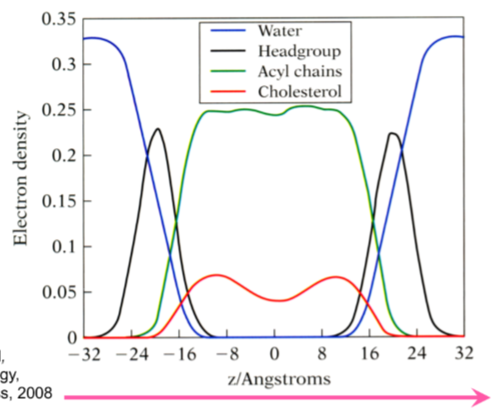 0.35
0.3
0.25
0.2
0.15
0.1
0.05
0
Electron density
Water
Headgroup
Acyl chains
Cholesterol
−32 −24 −16 −8 0 8 16 24 32
z/Angstroms
gy,
s, 2008